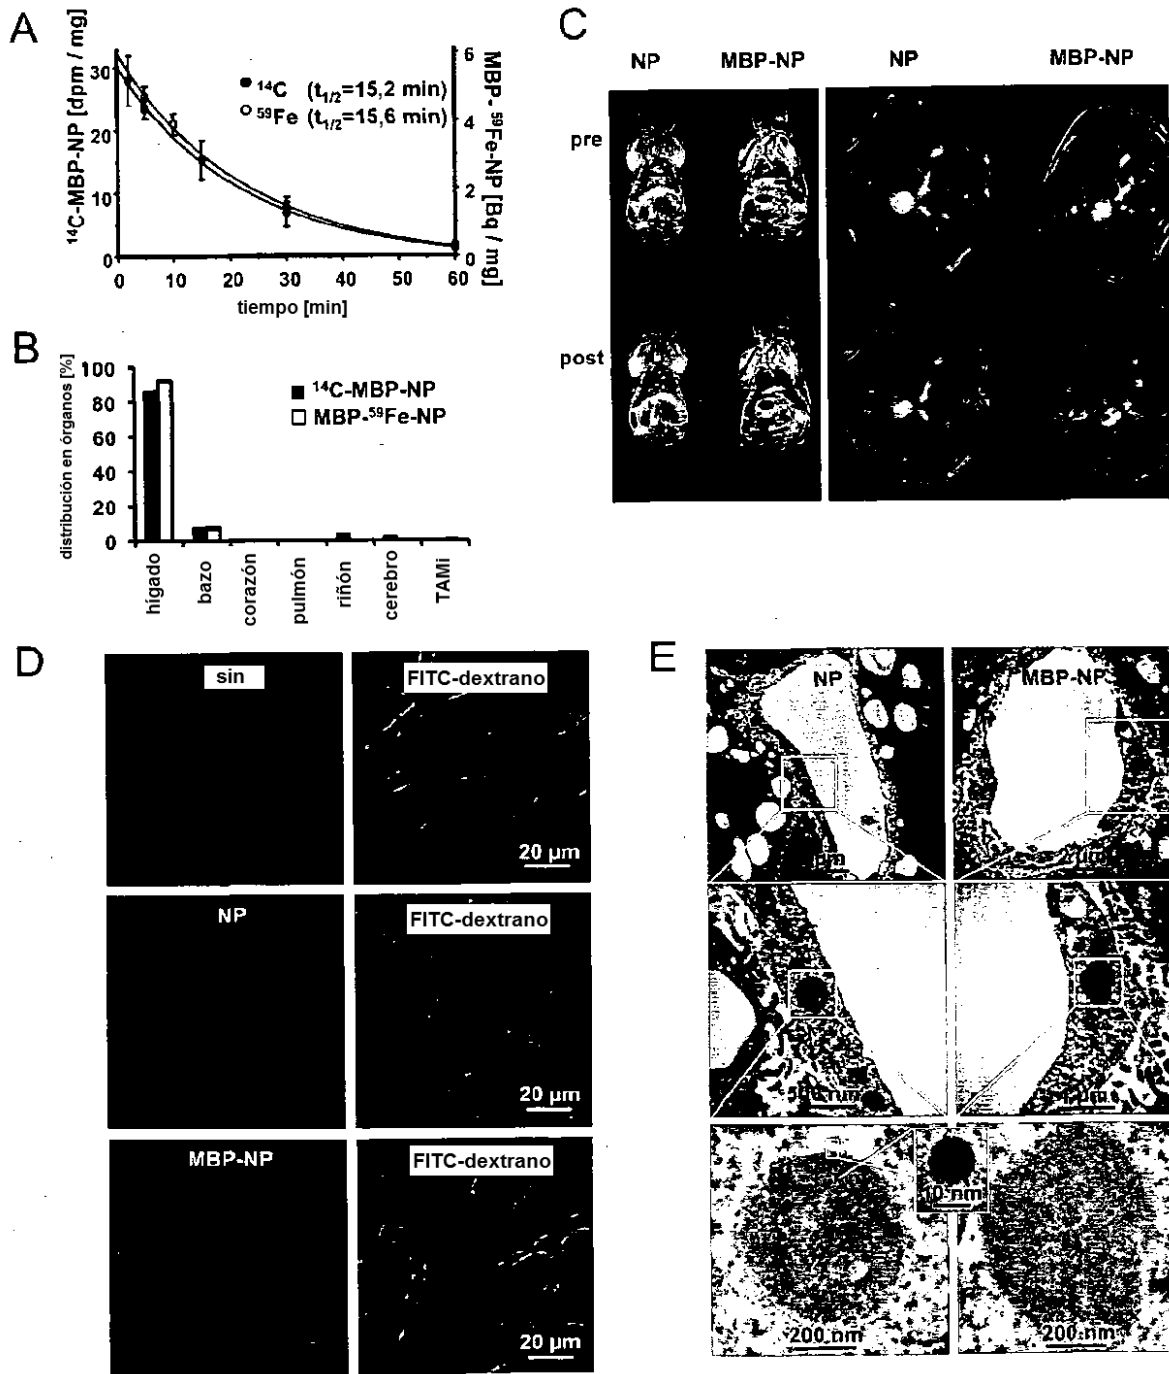 A
¹⁴C-MBP-NP [dpm / mg]
30
20
10
0
¹⁴C (t1/2=15,2 min)
⁵⁹Fe (t1/2=15,6 min)
6
4
2
0
MBP-⁵⁹Fe-NP [Bq / mg]
0 10 20 30 40 50 60
tiempo [min]
B
distribución en órganos [%]
100
80
60
40
20
0
¹⁴C-MBP-NP
MBP-⁵⁹Fe-NP
hígado
bazo
corazón
pulmón
riñón
cerebro
TAMi
C
NP MBP-NP NP MBP-NP
pre
post
D
sin
FITC-dextrano
20 µm
NP
FITC-dextrano
20 µm
MBP-NP
FITC-dextrano
20 µm
E
NP
MBP-NP
10 nm
200 nm
200 nm